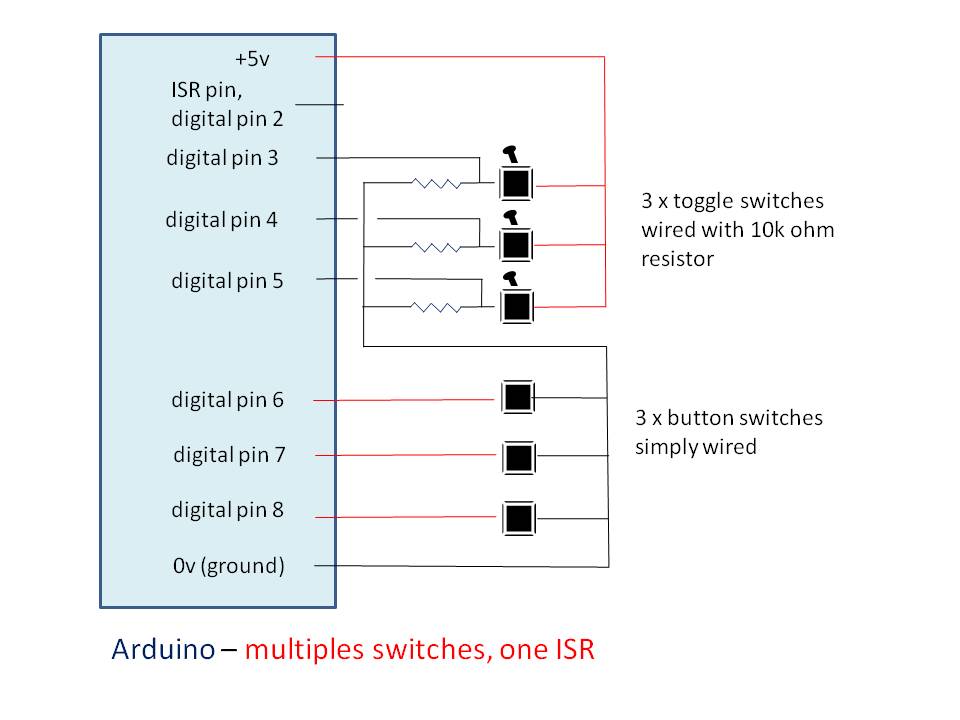 +5v
ISR pin,
digital pin 2
digital pin 3
digital pin 4
digital pin 5
3 x toggle switches
wired with 10k ohm
resistor
digital pin 6
digital pin 7
digital pin 8
3 x button switches
simply wired
0v (ground)
Arduino – multiples switches, one ISR